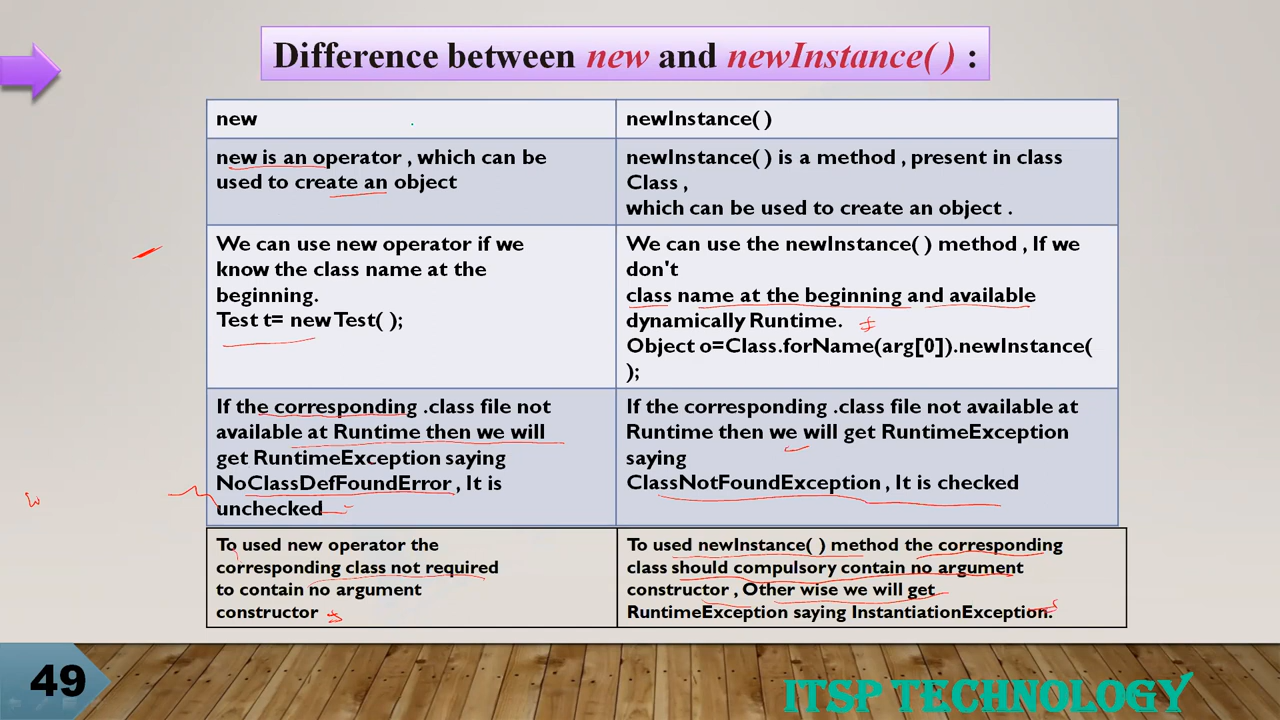 Difference between new and newInstance( ) :
new
newInstance( )
new is an operator , which can be
used to create an object
newInstance( ) is a method , present in class
Class ,
which can be used to create an object .
We can use new operator if we
know the class name at the
beginning.
Test t= new Test( );
We can use the newInstance( ) method , If we
don't
class name at the beginning and available
dynamically Runtime.
Object o=Class.forName(arg[0]).newInstance(
);
If the corresponding .class file not
available at Runtime then we will
get RuntimeException saying
NoClassDefFoundError , It is
unchecked
If the corresponding .class file not available at
Runtime then we will get RuntimeException
saying
ClassNotFoundException , It is checked
To used new operator the
corresponding class not required
to contain no argument
constructor
To used newInstance( ) method the corresponding
class should compulsory contain no argument
constructor , Other wise we will get
RuntimeException saying InstantiationException.
49
ITSP TECHNOLOGY